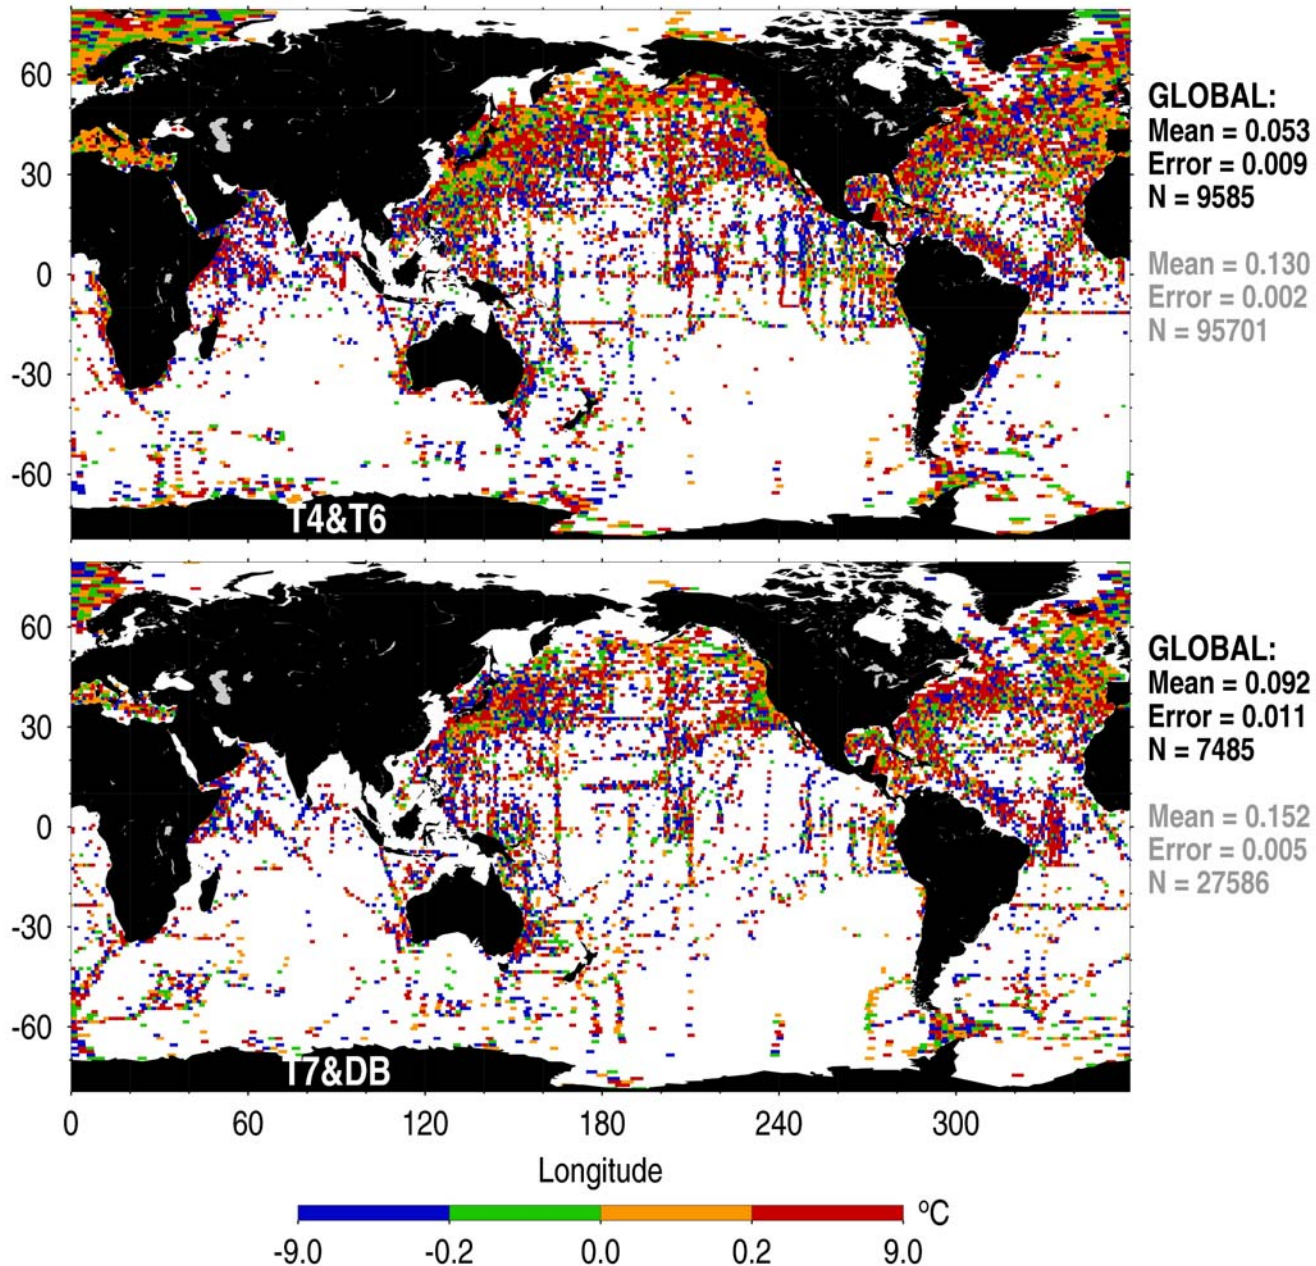 60
30
0
-30
-60
T4&T6
GLOBAL:
Mean = 0.053
Error = 0.009
N = 9585
Mean = 0.130
Error = 0.002
N = 95701
60
30
0
-30
-60
T7&DB
GLOBAL:
Mean = 0.092
Error = 0.011
N = 7485
Mean = 0.152
Error = 0.005
N = 27586
0 60 120 180 240 300
Longitude
ºC
-9.0 -0.2 0.0 0.2 9.0